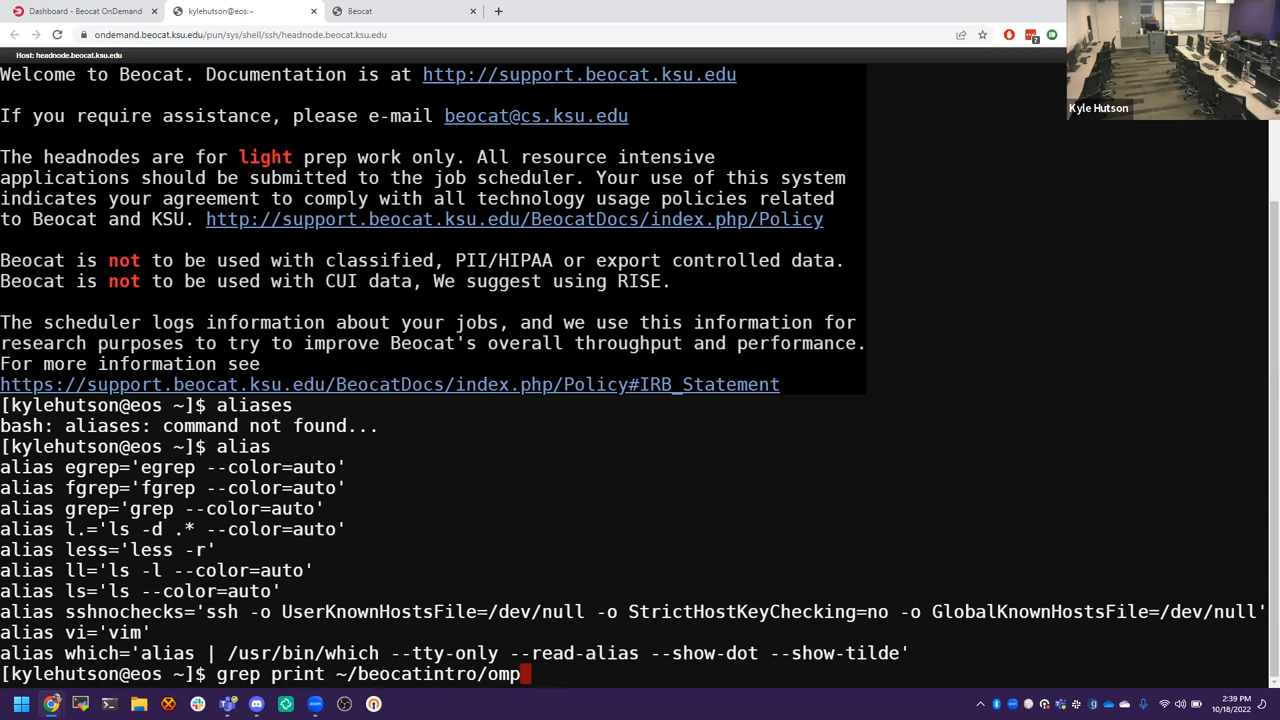 Dashboard - Beocat OnDemand
kylehutson@eos:~
Beocat
ondemand.beocat.ksu.edu/pun/sys/shell/ssh/headnode.beocat.ksu.edu
7
Host: headnode.beocat.ksu.edu
Kyle Hutson
Welcome to Beocat. Documentation is at http://support.beocat.ksu.edu
If you require assistance, please e-mail beocat@cs.ksu.edu
The headnodes are for light prep work only. All resource intensive
applications should be submitted to the job scheduler. Your use of this system
indicates your agreement to comply with all technology usage policies related
to Beocat and KSU. http://support.beocat.ksu.edu/BeocatDocs/index.php/Policy
Beocat is not to be used with classified, PII/HIPAA or export controlled data.
Beocat is not to be used with CUI data, We suggest using RISE.
The scheduler logs information about your jobs, and we use this information for
research purposes to try to improve Beocat's overall throughput and performance.
For more information see
https://support.beocat.ksu.edu/BeocatDocs/index.php/Policy#IRB_Statement
[kylehutson@eos ~]$ aliases
bash: aliases: command not found...
[kylehutson@eos ~]$ alias
alias egrep='egrep --color=auto'
alias fgrep='fgrep --color=auto'
alias grep='grep --color=auto'
alias l.='ls -d .* --color=auto'
alias less='less -r'
alias ll='ls -l --color=auto'
alias ls='ls --color=auto'
alias sshnochecks='ssh -o UserKnownHostsFile=/dev/null -o StrictHostKeyChecking=no -o GlobalKnownHostsFile=/dev/null'
alias vi='vim'
alias which='alias | /usr/bin/which --tty-only --read-alias --show-dot --show-tilde'
[kylehutson@eos ~]$ grep print ~/beocatintro/omp
2:39 PM
10/18/2022